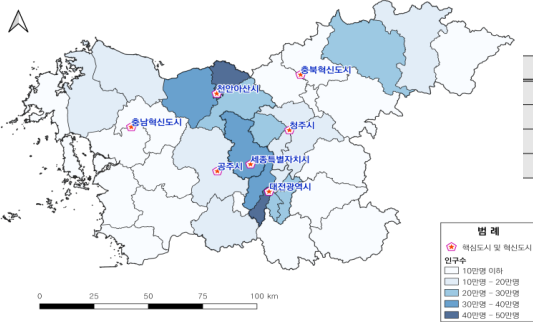 충북혁신도시
천안아산시
충남혁신도시
청주시
세종특별자치시
공주시
대전광역시
범 례
핵심도시 및 혁신도시
인구수
10만명 이하
10만명 - 20만명
20만명 - 30만명
30만명 - 40만명
40만명 - 50만명
0 25 50 75 100 km